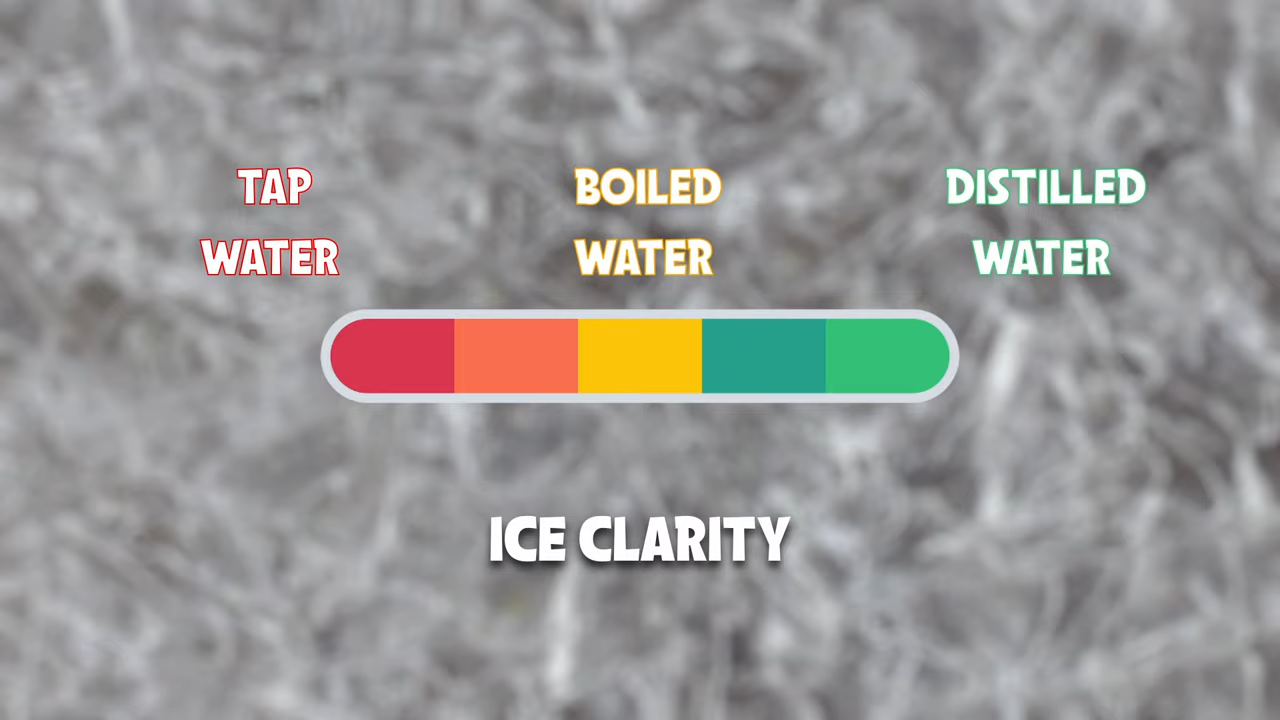 TAP
WATER
BOILED
WATER
DISTILLED
WATER
ICE CLARITY